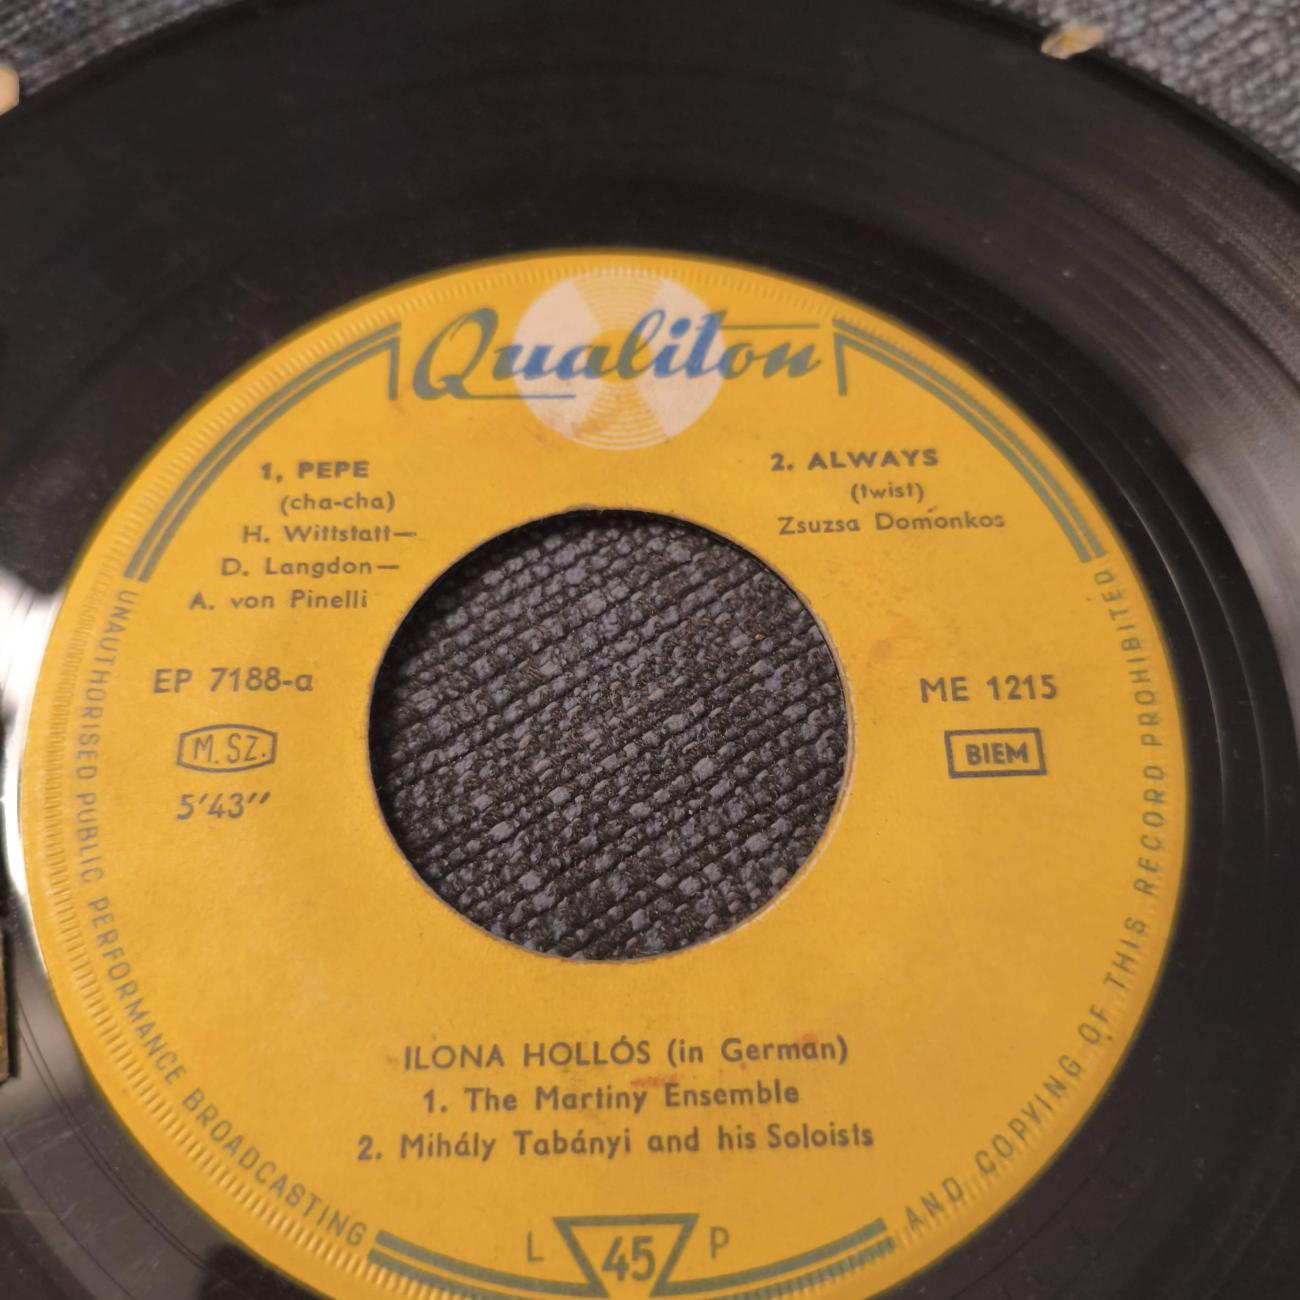 Qualiton
1, PEPE
(cha-cha)
H. Wittstatt—
D. Langdon—
A. von Pinelli
2. ALWAYS
(twist)
Zsuzsa Domonkos
EP 7188-a
M. SZ.
5'43''
ME 1215
BIEM
ILONA HOLLÓS (in German)
1. The Martiny Ensemble
2. Mihály Tabányi and his Soloists
L 45 P
UNAUTHORISED PUBLIC PERFORMANCE BROADCASTING AND COPYING OF THIS RECORD PROHIBITED